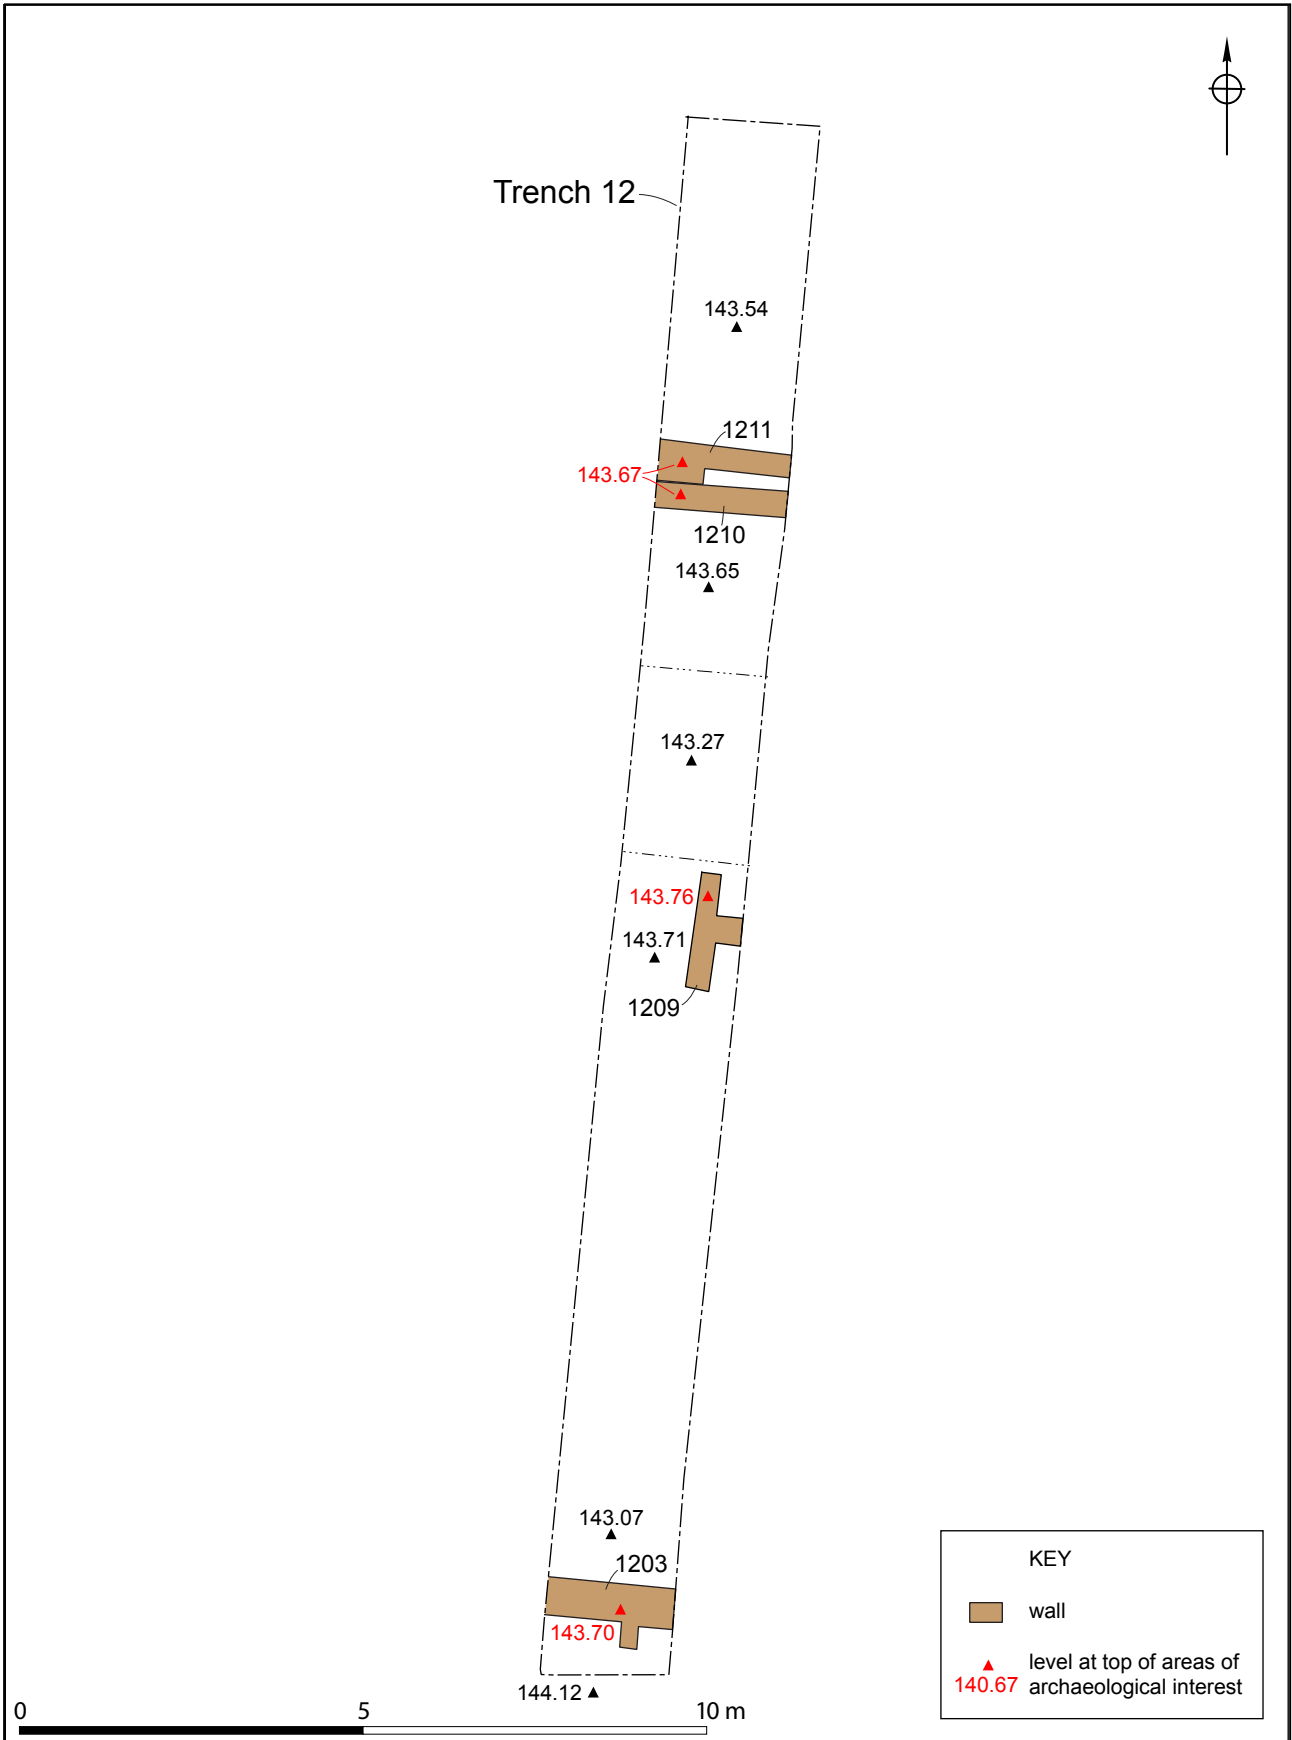 Trench 12
143.54
1211
143.67
1210
143.65
143.27
143.76
143.71
1209
143.07
1203
143.70
144.12
0 5 10 m
KEY
wall
level at top of areas of
140.67 archaeological interest